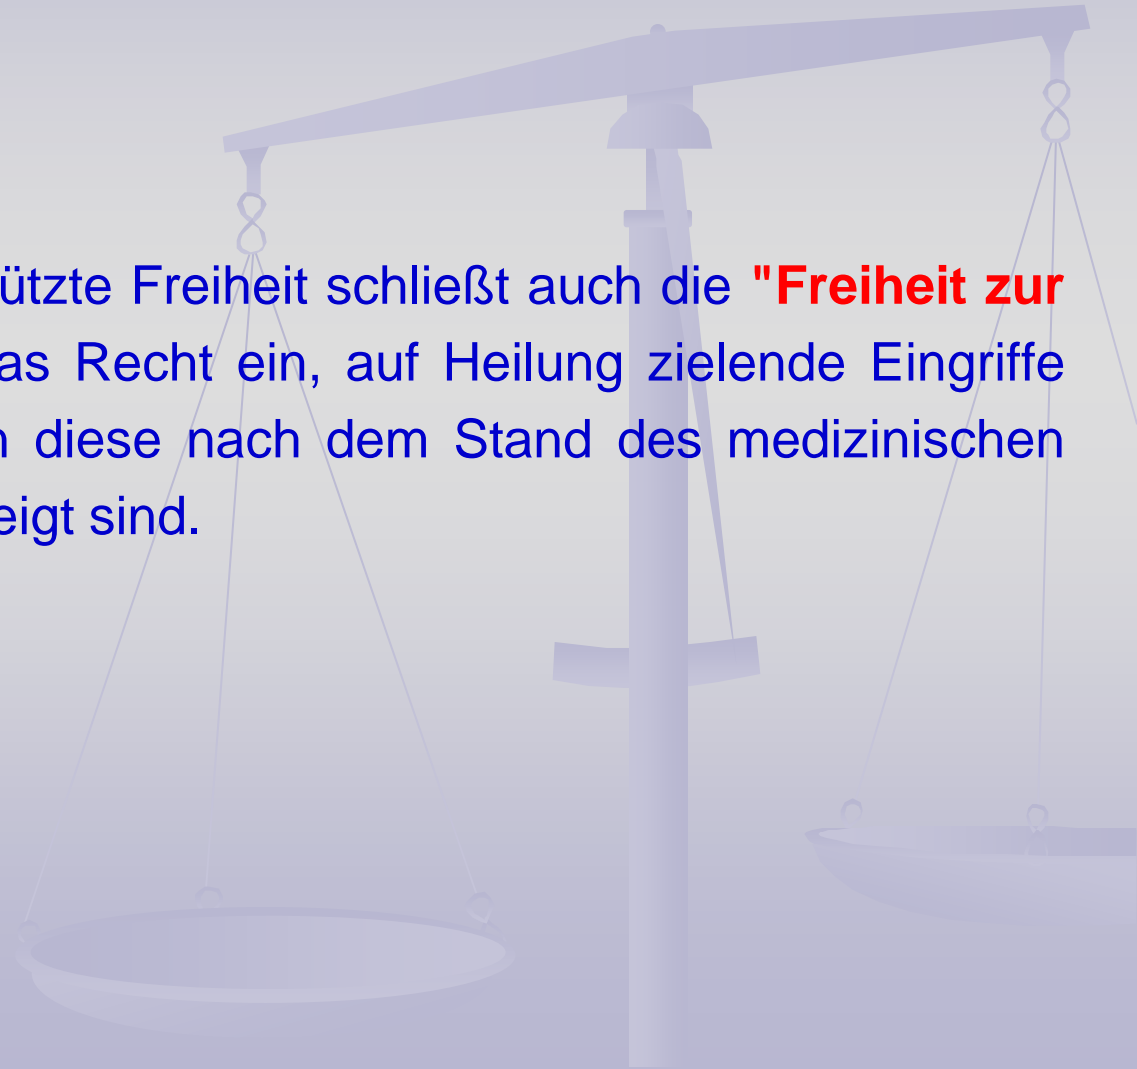 ützte Freiheit schließt auch die "Freiheit zur
as Recht ein, auf Heilung zielende Eingriffe
n diese nach dem Stand des medizinischen
eigt sind.